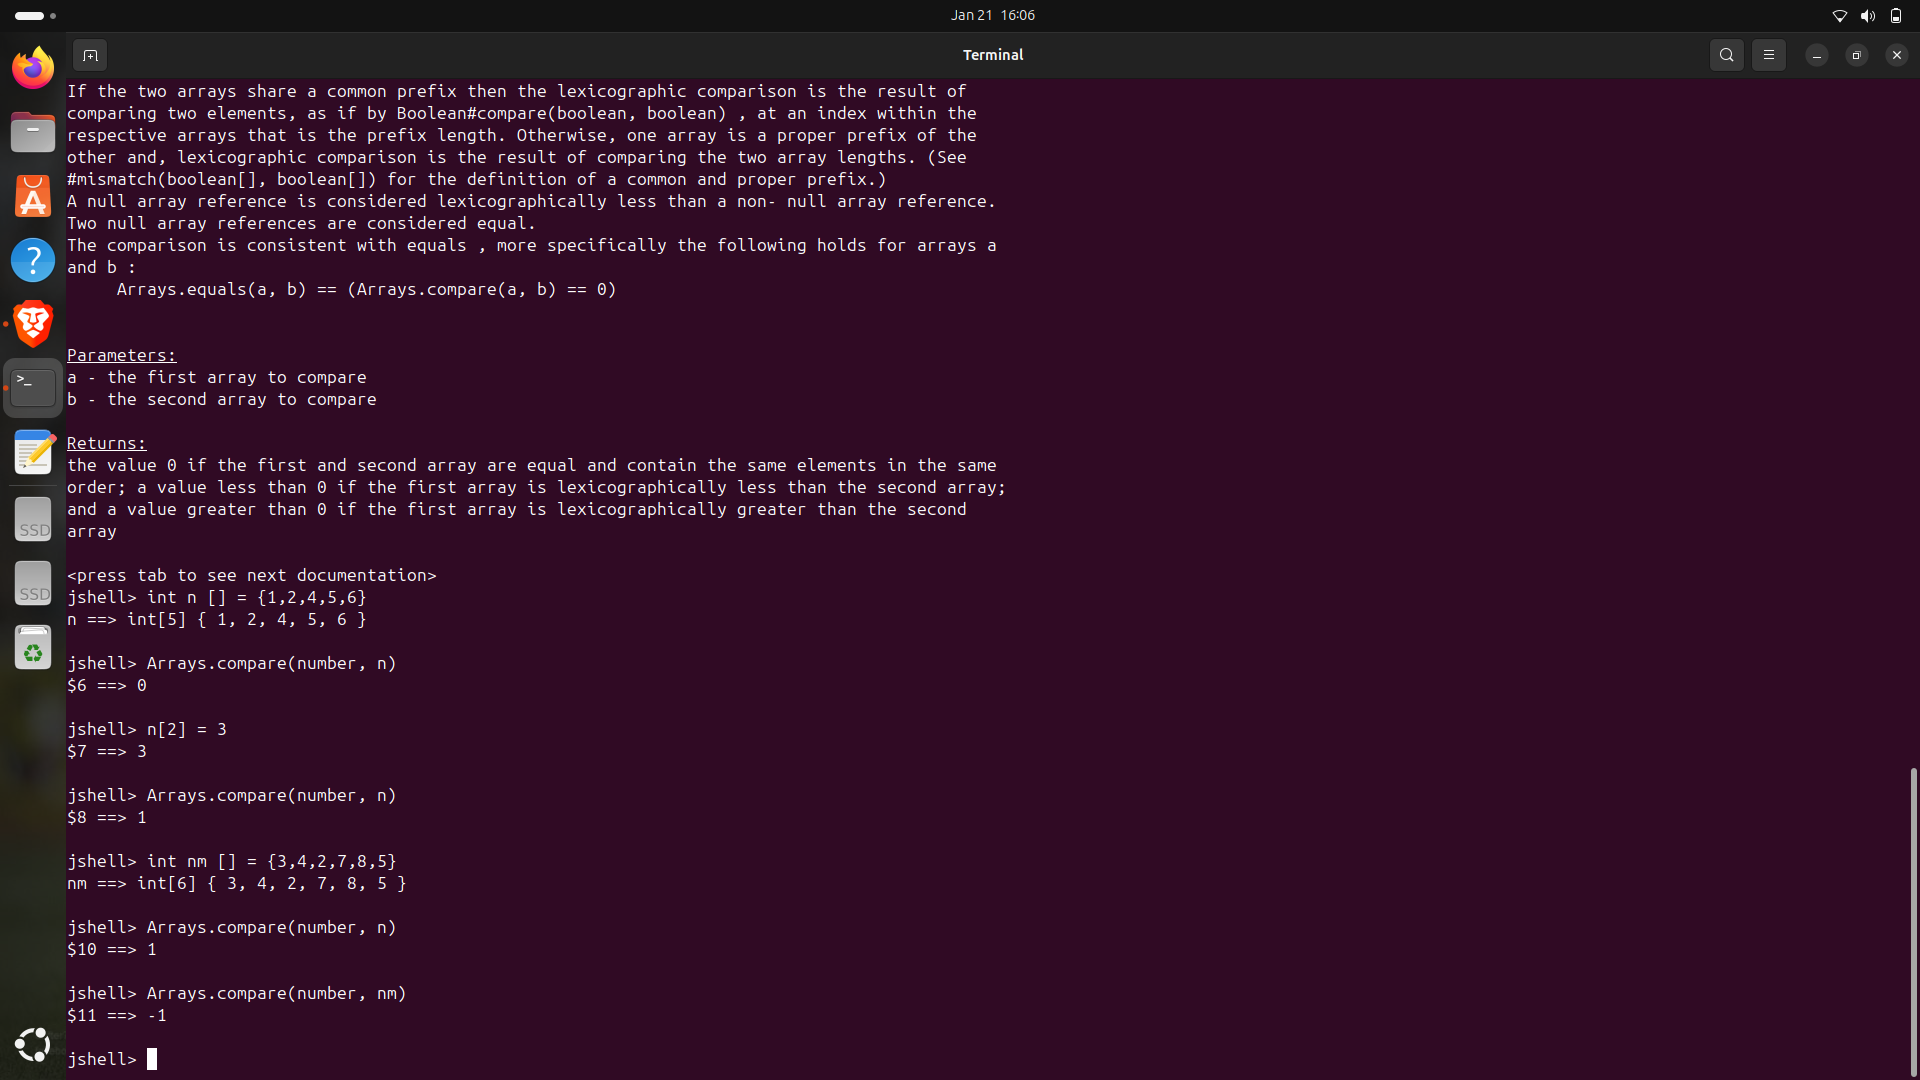 Jan 21 16:06
Terminal
If the two arrays share a common prefix then the lexicographic comparison is the result of
comparing two elements, as if by Boolean#compare(boolean, boolean) , at an index within the
respective arrays that is the prefix length. Otherwise, one array is a proper prefix of the
other and, lexicographic comparison is the result of comparing the two array lengths. (See
#mismatch(boolean[], boolean[]) for the definition of a common and proper prefix.)
A null array reference is considered lexicographically less than a non- null array reference.
Two null array references are considered equal.
The comparison is consistent with equals , more specifically the following holds for arrays a
and b :
Arrays.equals(a, b) == (Arrays.compare(a, b) == 0)
Parameters:
a - the first array to compare
b - the second array to compare
Returns:
the value 0 if the first and second array are equal and contain the same elements in the same
order; a value less than 0 if the first array is lexicographically less than the second array;
and a value greater than 0 if the first array is lexicographically greater than the second
array
<press tab to see next documentation>
jshell> int n [] = {1,2,4,5,6}
n ==> int[5] { 1, 2, 4, 5, 6 }
jshell> Arrays.compare(number, n)
$6 ==> 0
jshell> n[2] = 3
$7 ==> 3
jshell> Arrays.compare(number, n)
$8 ==> 1
jshell> int nm [] = {3,4,2,7,8,5}
nm ==> int[6] { 3, 4, 2, 7, 8, 5 }
jshell> Arrays.compare(number, n)
$10 ==> 1
jshell> Arrays.compare(number, nm)
$11 ==> -1
jshell>
SSD
SSD